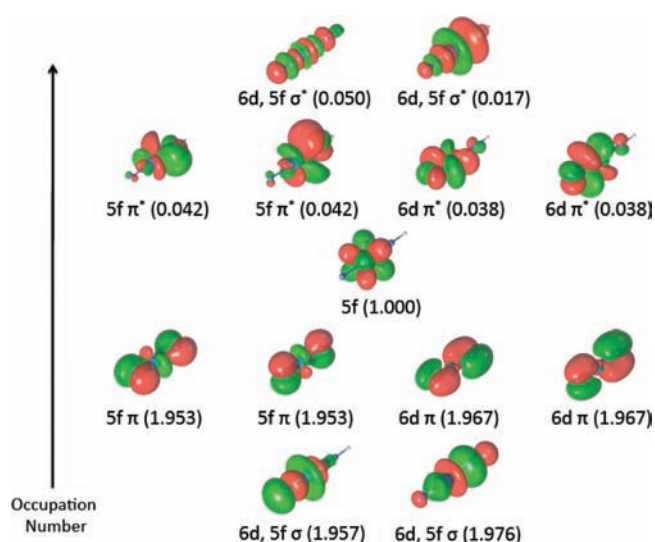 6d, 5f σ* (0.050) 6d, 5f σ* (0.017)
5f π* (0.042) 5f π* (0.042) 6d π* (0.038) 6d π* (0.038)
5f (1.000)
5f π (1.953) 5f π (1.953) 6d π (1.967) 6d π (1.967)
Occupation
Number
6d, 5f σ (1.957) 6d, 5f σ (1.976)